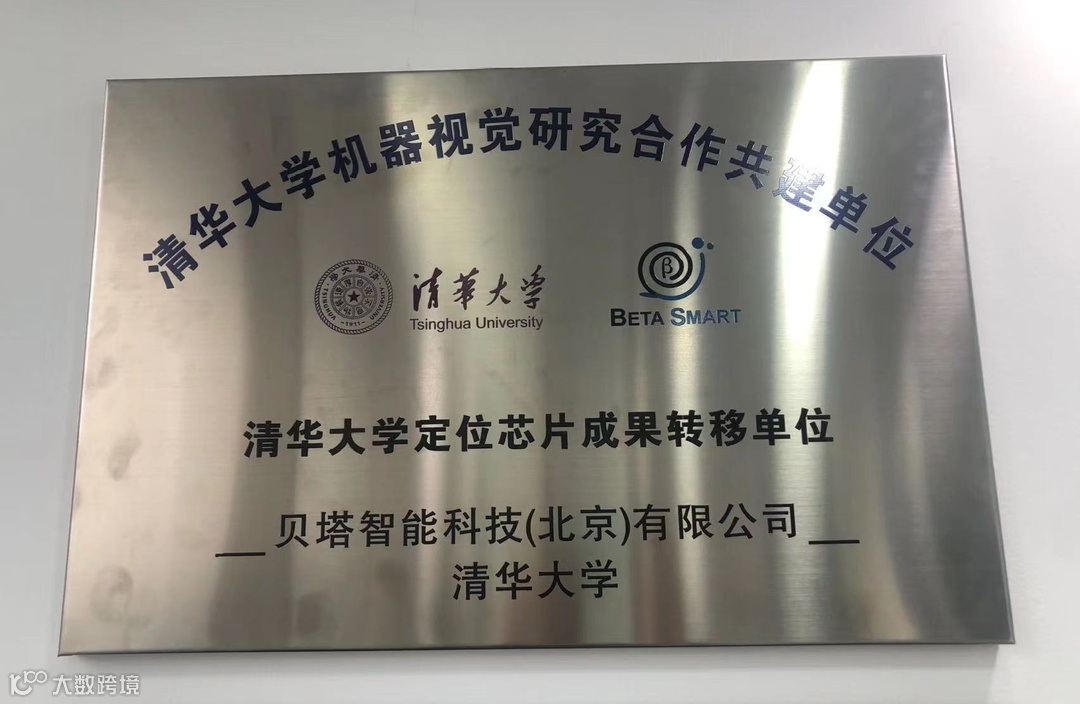 清华大学机器视觉研究合作共建单位
清华大学
Tsinghua University
β
BETA SMART
清华大学定位芯片成果转移单位
贝塔智能科技(北京)有限公司
清华大学
大数跨境